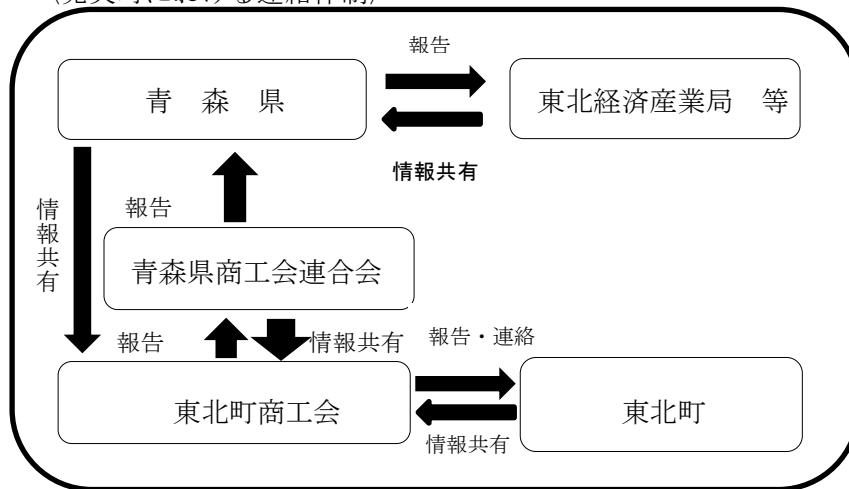 報告
青　森　県
東北経済産業局　等
情報共有
情報共有
報告
青森県商工会連合会
報告
情報共有
報告・連絡
東北町商工会
東北町
情報共有